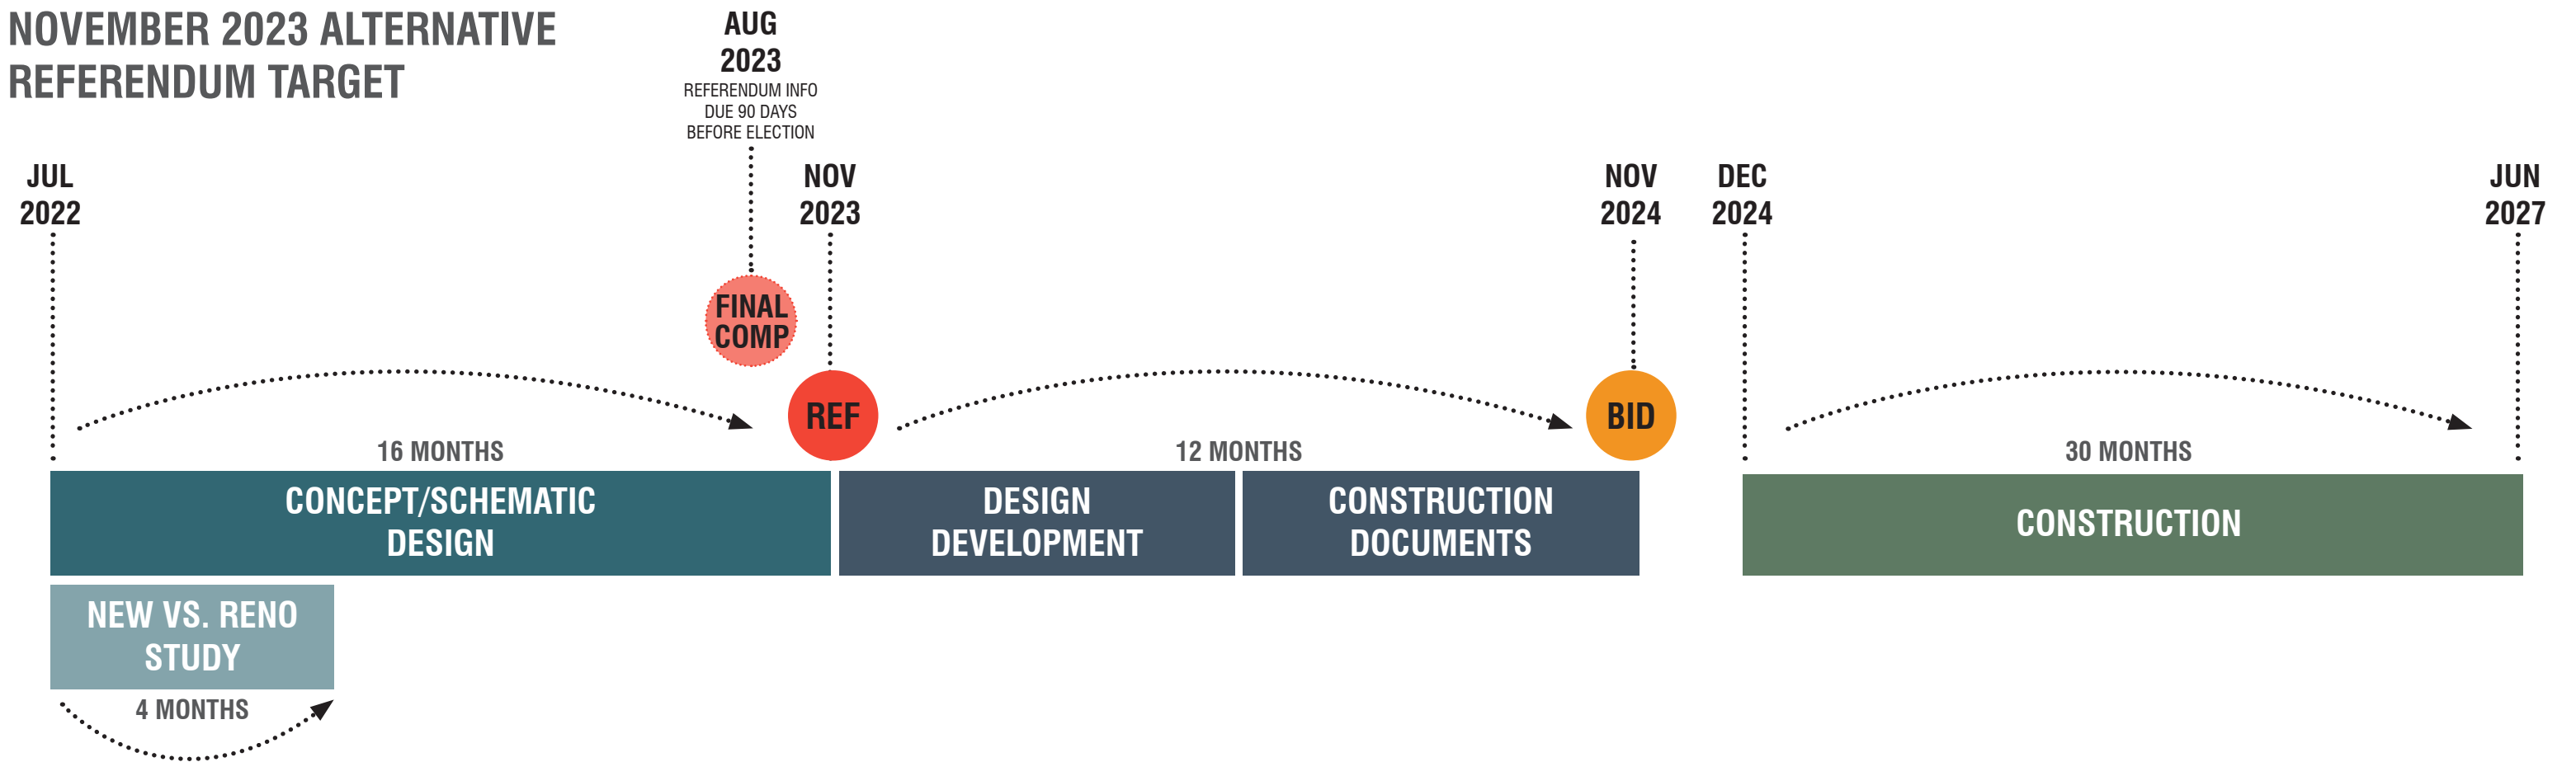 NOVEMBER 2023 ALTERNATIVE
REFERENDUM TARGET
AUG
2023
REFERENDUM INFO
DUE 90 DAYS
BEFORE ELECTION
JUL
2022
NOV
2023
NOV
2024
DEC
2024
JUN
2027
FINAL
COMP
REF
BID
16 MONTHS
12 MONTHS
30 MONTHS
CONCEPT/SCHEMATIC
DESIGN
DESIGN
DEVELOPMENT
CONSTRUCTION
DOCUMENTS
CONSTRUCTION
NEW VS. RENO
STUDY
4 MONTHS